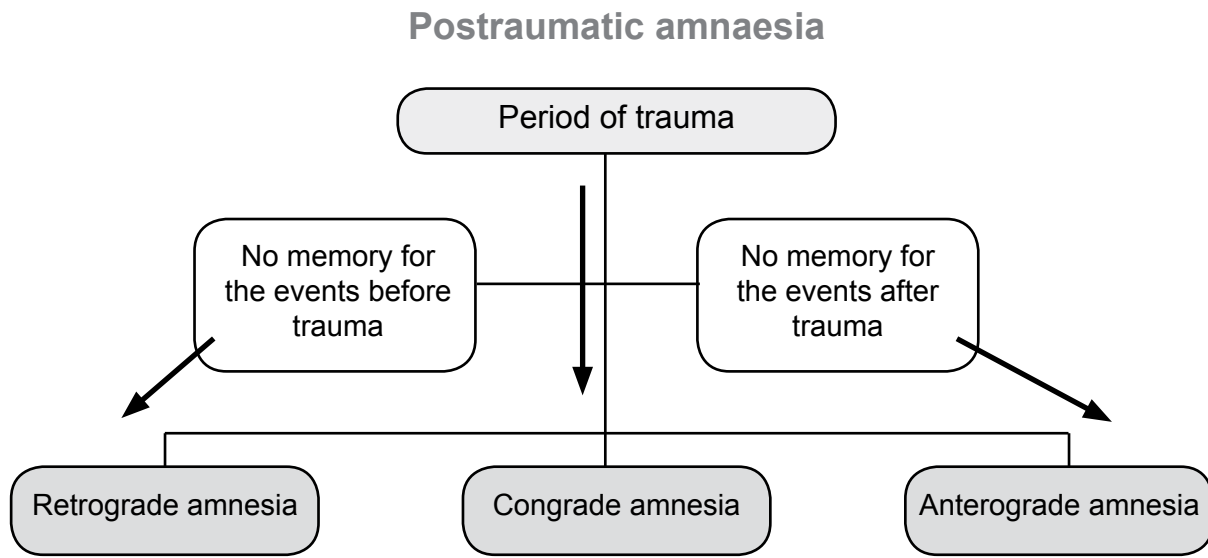 Postraumatic amnaesia
Period of trauma
No memory for
the events before
trauma
No memory for
the events after
trauma
Retrograde amnesia
Congrade amnesia
Anterograde amnesia